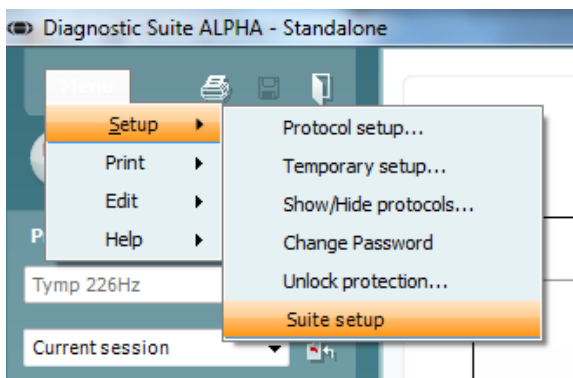 Diagnostic Suite ALPHA - Standalone
Setup
Print
Edit
Help
Protocol setup...
Temporary setup...
Show/Hide protocols...
Change Password
Unlock protection...
Suite setup
Tymp 226Hz
Current session